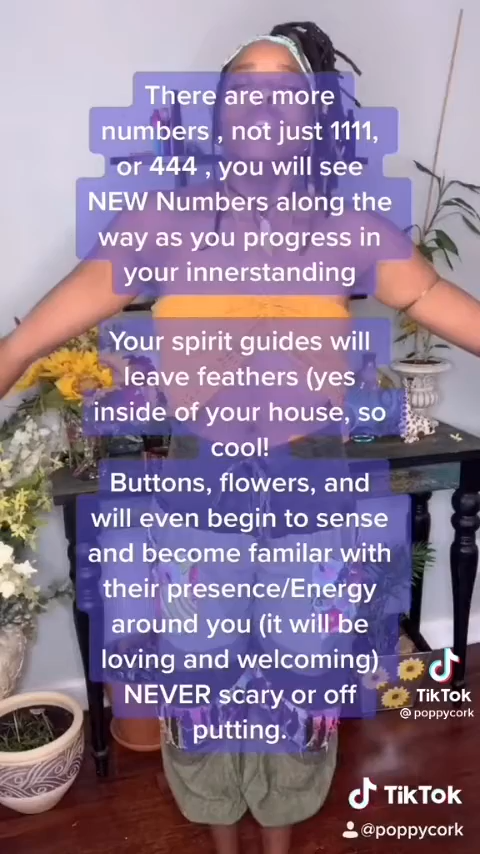 There are more
numbers , not just 1111,
or 444 , you will see
NEW Numbers along the
way as you progress in
your innerstanding
Your spirit guides will
leave feathers (yes
inside of your house, so
cool!
Buttons, flowers, and
will even begin to sense
and become familar with
their presence/Energy
around you (it will be
loving and welcoming)
NEVER scary or off
putting.
TikTok
@poppycork
TikTok
@poppycork